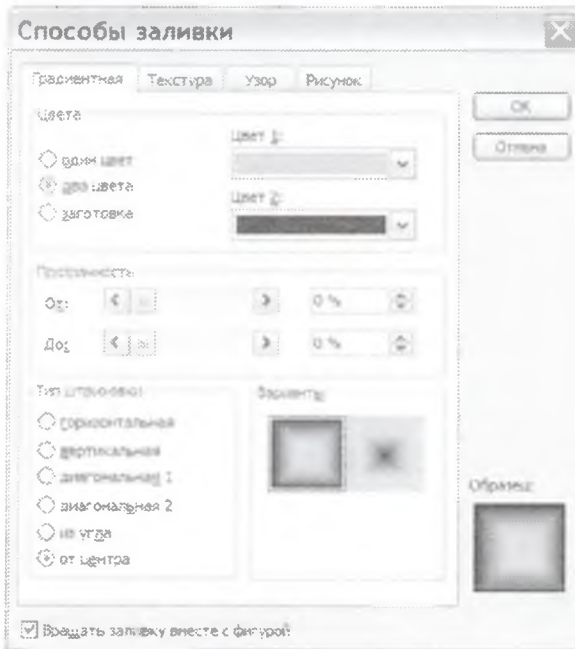 Способы заливки
Градиентная Текстура Узор Рисунок
Цвета
один цвет
два цвета
заготовка
Цвет 1:
Цвет 2:
Прозрачность
От: 0 %
До: 0 %
Тип штриховки
горизонтальная
вертикальная
диагональная 1
диагональная 2
из угла
от центра
Варианты
ОК
Отмена
Образец:
Вращать заливку вместе с фигурой